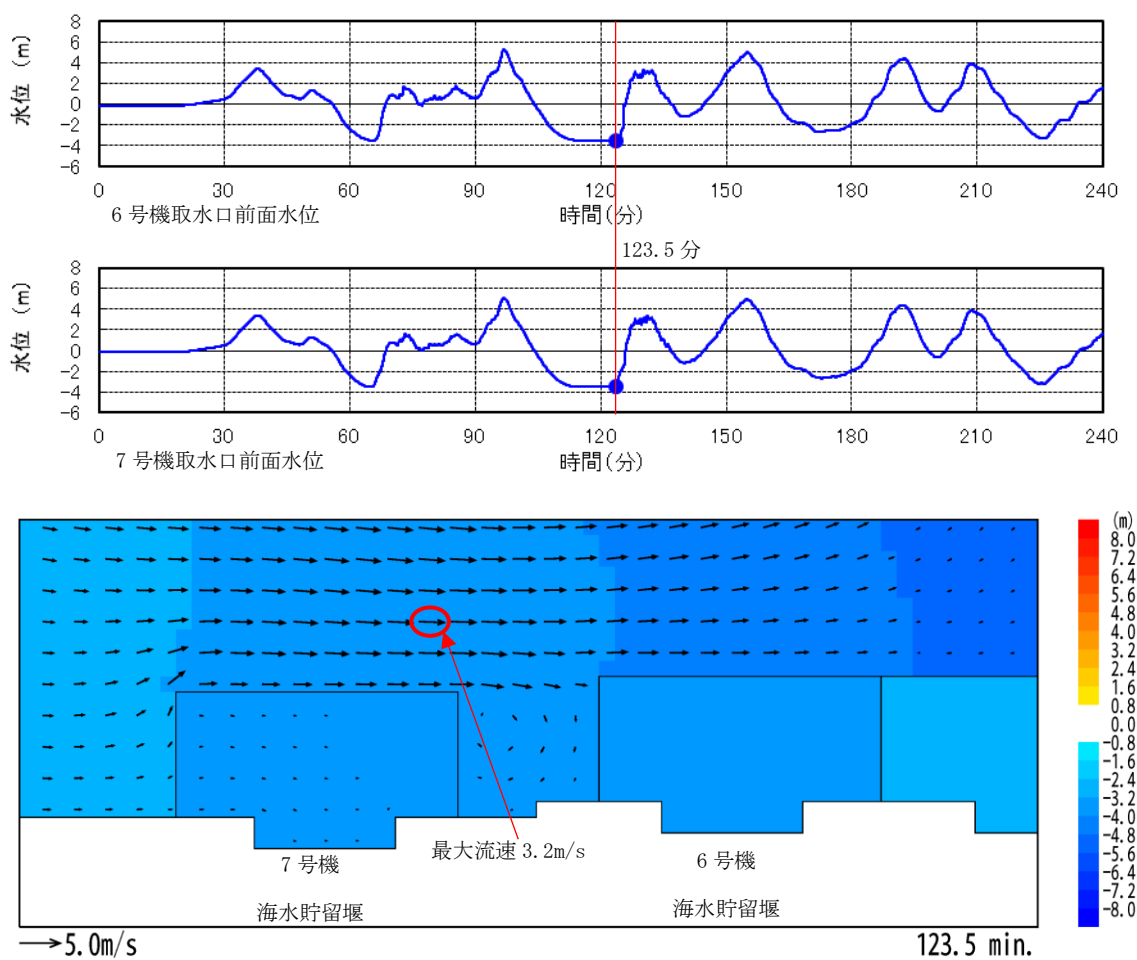 8
6
4
2
0
-2
-4
-6
水位 (m)
0 30 60 90 120 150 180 210 240
6号機取水口前面水位
時間(分)
123.5分
8
6
4
2
0
-2
-4
-6
水位 (m)
0 30 60 90 120 150 180 210 240
7号機取水口前面水位
時間(分)
(m)
8.0
7.2
6.4
5.6
4.8
4.0
3.2
2.4
1.6
0.8
0.0
-0.8
-1.6
-2.4
-3.2
-4.0
-4.8
-5.6
-6.4
-7.2
-8.0
最大流速3.2m/s
7号機
6号機
海水貯留堰
海水貯留堰
5.0m/s
123.5 min.